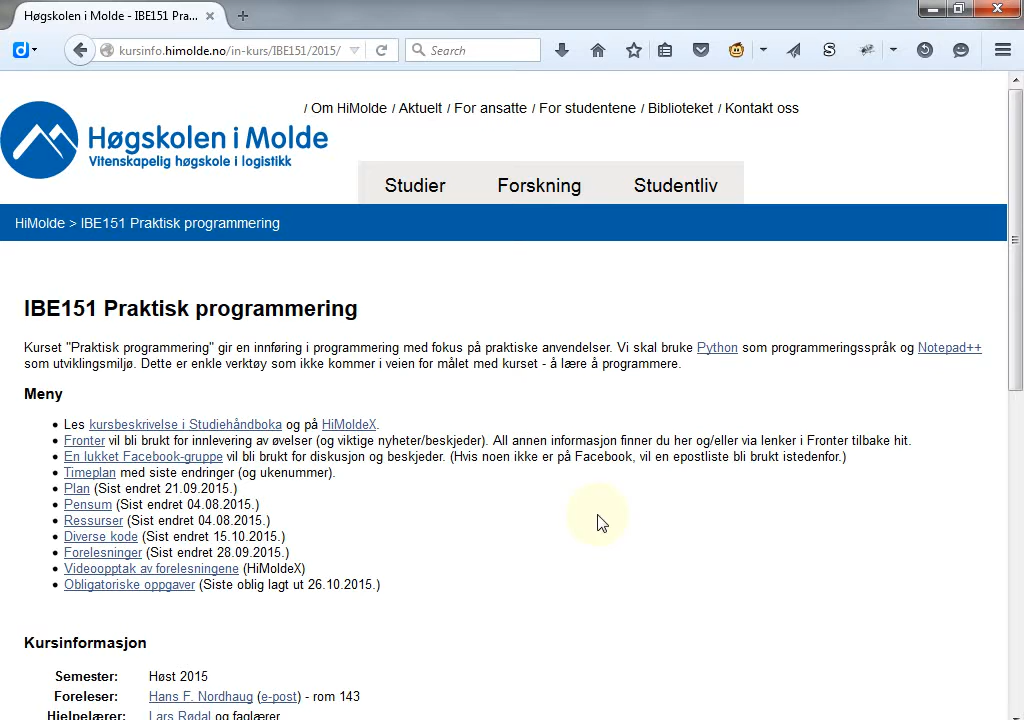 Høgskolen i Molde - IBE151 Pra...
kursinfo.himolde.no/in-kurs/IBE151/2015/
Search
/ Om HiMolde / Aktuelt / For ansatte / For studentene / Biblioteket / Kontakt oss
Høgskolen i Molde
Vitenskapelig høgskole i logistikk
Studier Forskning Studentliv
HiMolde > IBE151 Praktisk programmering
IBE151 Praktisk programmering
Kurset "Praktisk programmering" gir en innføring i programmering med fokus på praktiske anvendelser. Vi skal bruke Python som programmeringsspråk og Notepad++
som utviklingsmiljø. Dette er enkle verktøy som ikke kommer i veien for målet med kurset - å lære å programmere.
Meny
• Les kursbeskrivelse i Studiehåndboka og på HiMoldeX.
• Fronter vil bli brukt for innlevering av øvelser (og viktige nyheter/beskjeder). All annen informasjon finner du her og/eller via lenker i Fronter tilbake hit.
• En lukket Facebook-gruppe vil bli brukt for diskusjon og beskjeder. (Hvis noen ikke er på Facebook, vil en epostliste bli brukt istedenfor.)
• Timeplan med siste endringer (og ukenummer).
• Plan (Sist endret 21.09.2015.)
• Pensum (Sist endret 04.08.2015.)
• Ressurser (Sist endret 04.08.2015.)
• Diverse kode (Sist endret 15.10.2015.)
• Forelesninger (Sist endret 28.09.2015.)
• Videoopptak av forelesningene (HiMoldeX)
• Obligatoriske oppgaver (Siste oblig lagt ut 26.10.2015.)
Kursinformasjon
Semester: Høst 2015
Foreleser: Hans F. Nordhaug (e-post) - rom 143
Hjelpelærer: Lars Rødal og faglærer